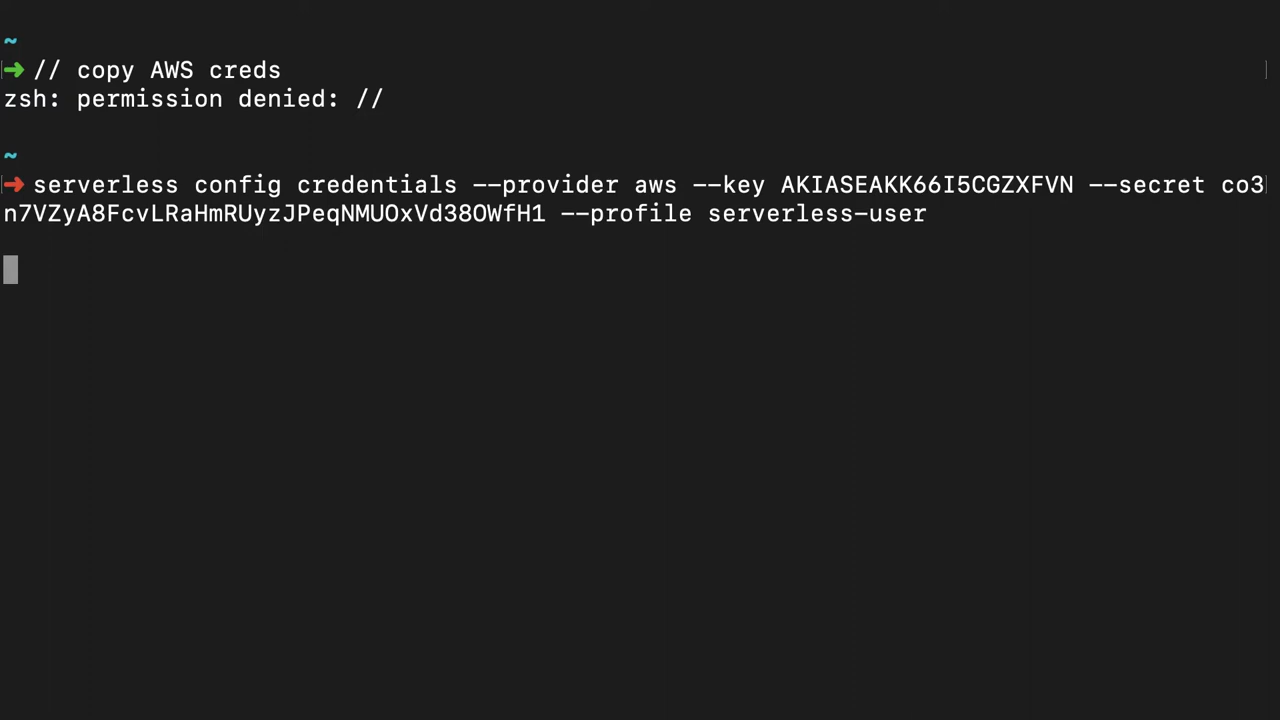 ~
➜ // copy AWS creds
zsh: permission denied: //
~
➜ serverless config credentials --provider aws --key AKIASEAKK66I5CGZXFVN --secret co3
n7VZyA8FcvLRaHmRUyzJPeqNMUOxVd38OWfH1 --profile serverless-user